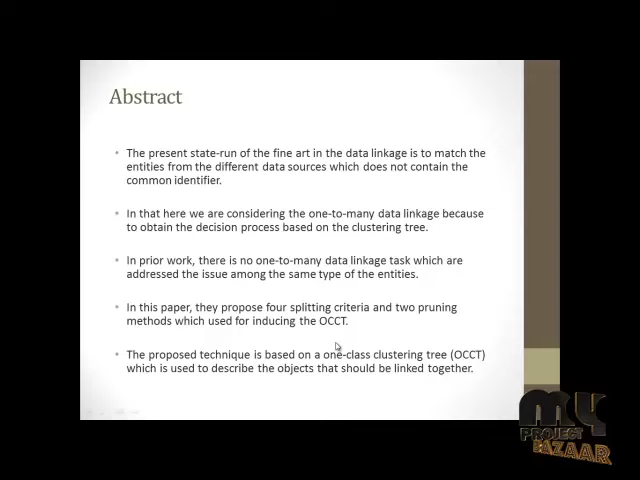 Abstract
• The present state-run of the fine art in the data linkage is to match the
entities from the different data sources which does not contain the
common identifier.
• In that here we are considering the one-to-many data linkage because
to obtain the decision process based on the clustering tree.
• In prior work, there is no one-to-many data linkage task which are
addressed the issue among the same type of the entities.
• In this paper, they propose four splitting criteria and two pruning
methods which used for inducing the OCCT.
• The proposed technique is based on a one-class clustering tree (OCCT)
which is used to describe the objects that should be linked together.
MY
PROJECT
BAZAAR